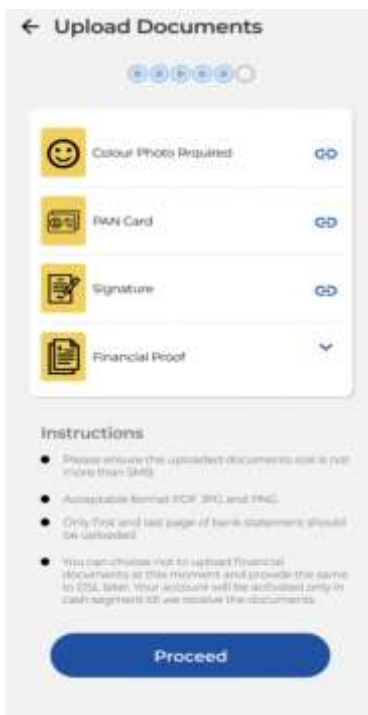 Upload Documents
Colour Photo Required
PAN Card
Signature
Financial Proof
Instructions
Please ensure the uploaded documents size is not
more than 5MB
Acceptable format PDF JPG and PNG
Only first and last page of bank statement should
be uploaded
You can choose not to upload financial
documents at this moment and provide the same
to later. Your account will be activated only in
cash segment till we receive the documents
Proceed